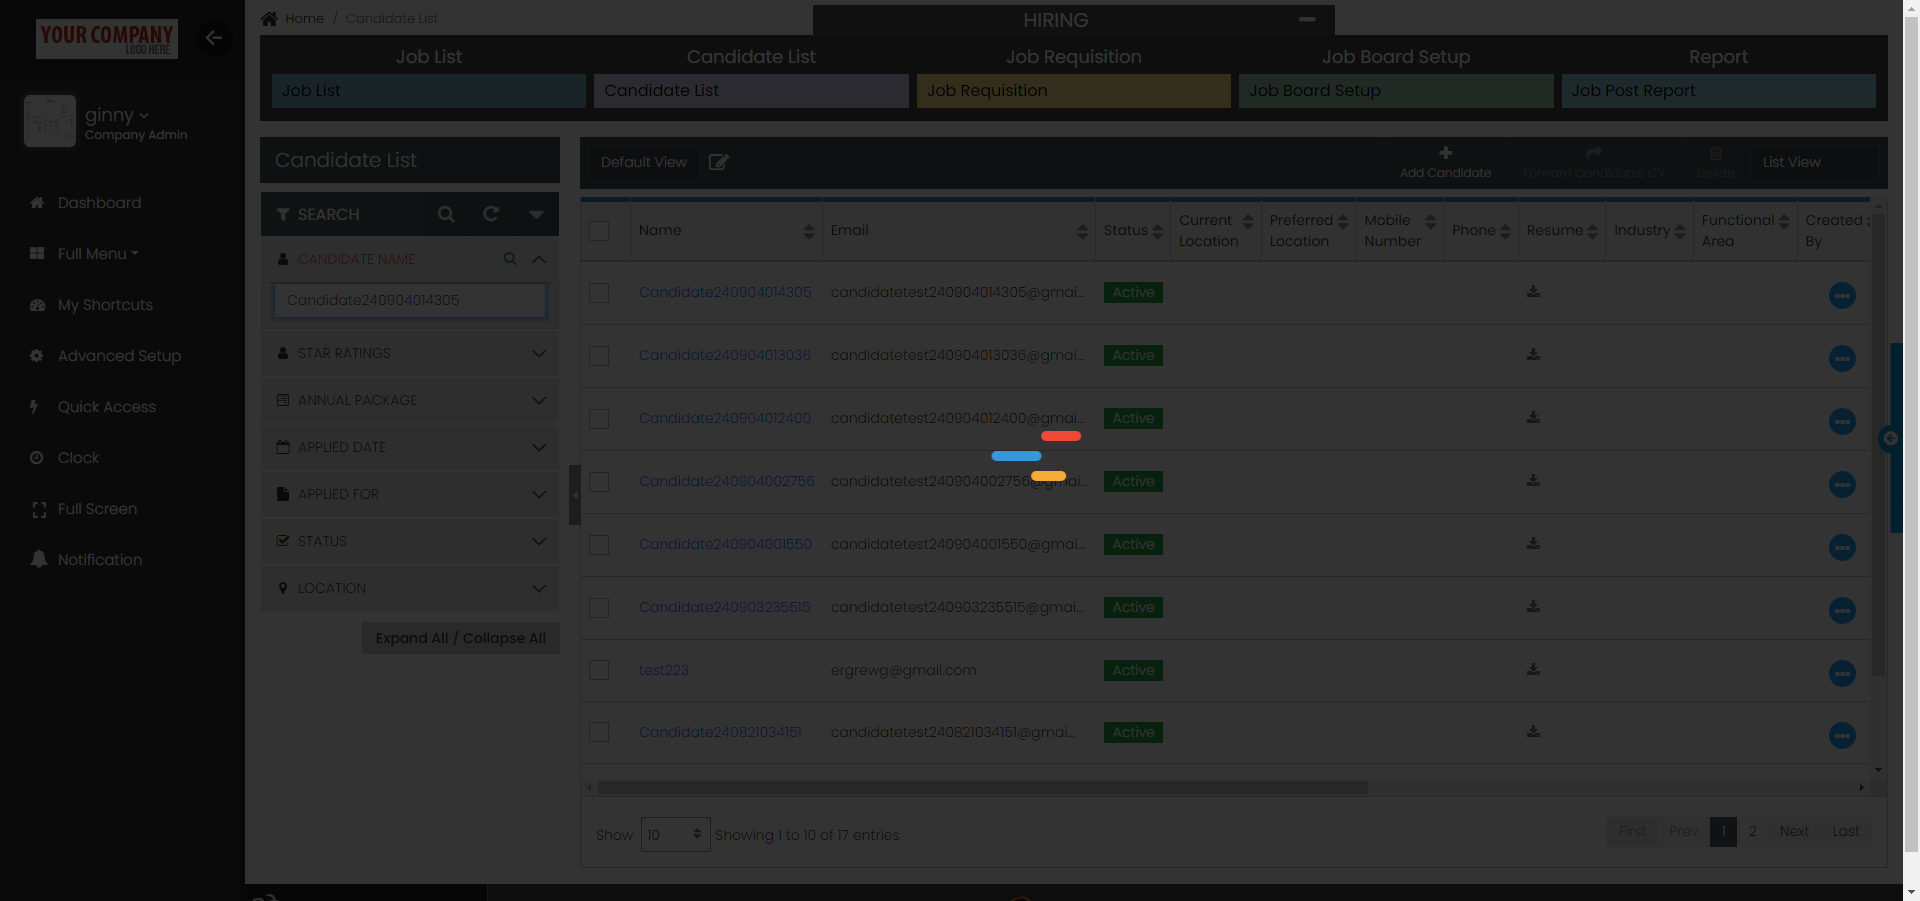 YOUR COMPANY
LOGO HERE
ginny
Company Admin
Dashboard
Full Menu
My Shortcuts
Advanced Setup
Quick Access
Clock
Full Screen
Notification
Home / Candidate List
HIRING
Job List
Candidate List
Job Requisition
Job Board Setup
Report
Job List
Candidate List
Job Requisition
Job Board Setup
Job Post Report
Candidate List
SEARCH
CANDIDATE NAME
Candidate240904014305
STAR RATINGS
ANNUAL PACKAGE
APPLIED DATE
APPLIED FOR
STATUS
LOCATION
Expand All / Collapse All
Default View
Add Candidate
Forward Candidates CV
Delete
List View
Name Email Status Current Location Preferred Location Mobile Number Phone Resume Industry Functional Area Created By
Candidate240904014305 candidatetest240904014305@gmai... Active
Candidate240904013036 candidatetest240904013036@gmai... Active
Candidate240904012400 candidatetest240904012400@gmai... Active
Candidate240904002756 candidatetest240904002756@gmai... Active
Candidate240904001550 candidatetest240904001550@gmai... Active
Candidate240903235515 candidatetest240903235515@gmai... Active
test223 ergrewg@gmail.com Active
Candidate240821034151 candidatetest240821034151@gmai... Active
Show 10 Showing 1 to 10 of 17 entries
First Prev 1 2 Next Last